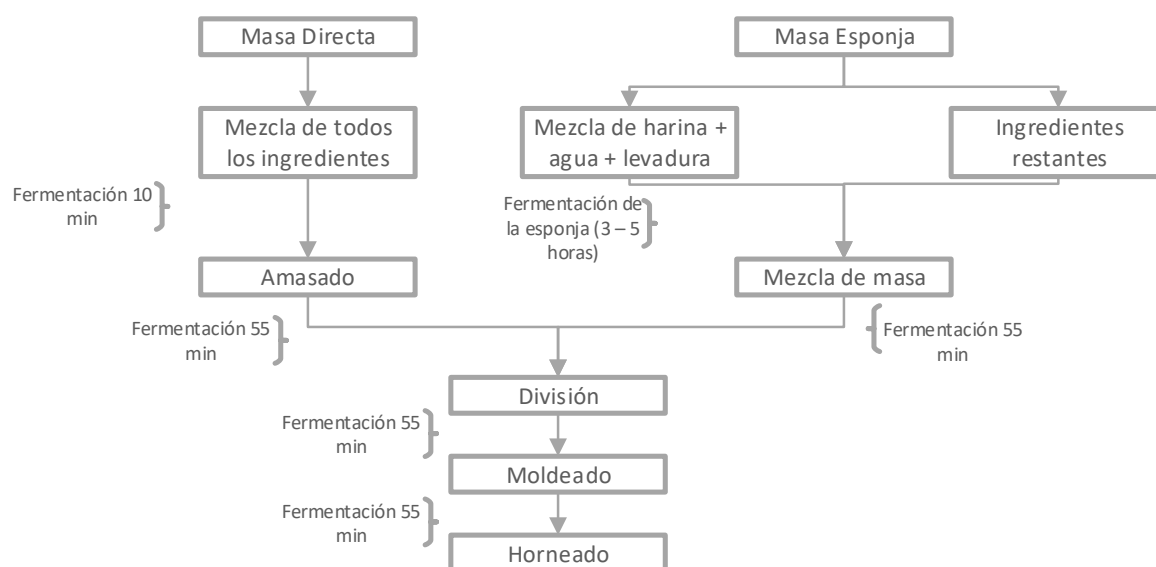 Masa Directa
Masa Esponja
Mezcla de todos
los ingredientes
Mezcla de harina +
agua + levadura
Ingredientes
restantes
Fermentación 10
min
Fermentación de
la esponja (3 – 5
horas)
Amasado
Mezcla de masa
Fermentación 55
min
Fermentación 55
min
División
Fermentación 55
min
Moldeado
Fermentación 55
min
Horneado